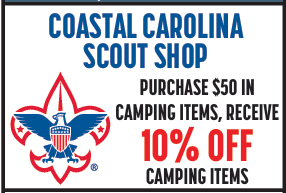 COASTAL CAROLINA
SCOUT SHOP
PURCHASE $50 IN
CAMPING ITEMS, RECEIVE
10% OFF
CAMPING ITEMS
®